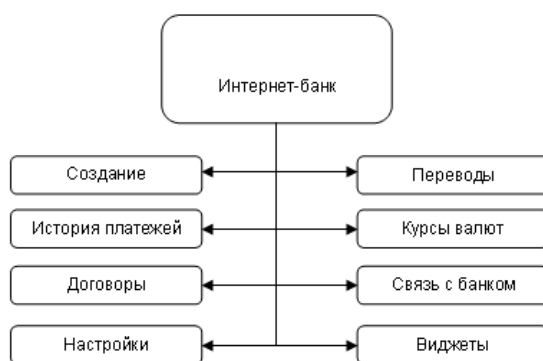 Интернет-банк
Создание
Переводы
История платежей
Курсы валют
Договоры
Связь с банком
Настройки
Виджеты